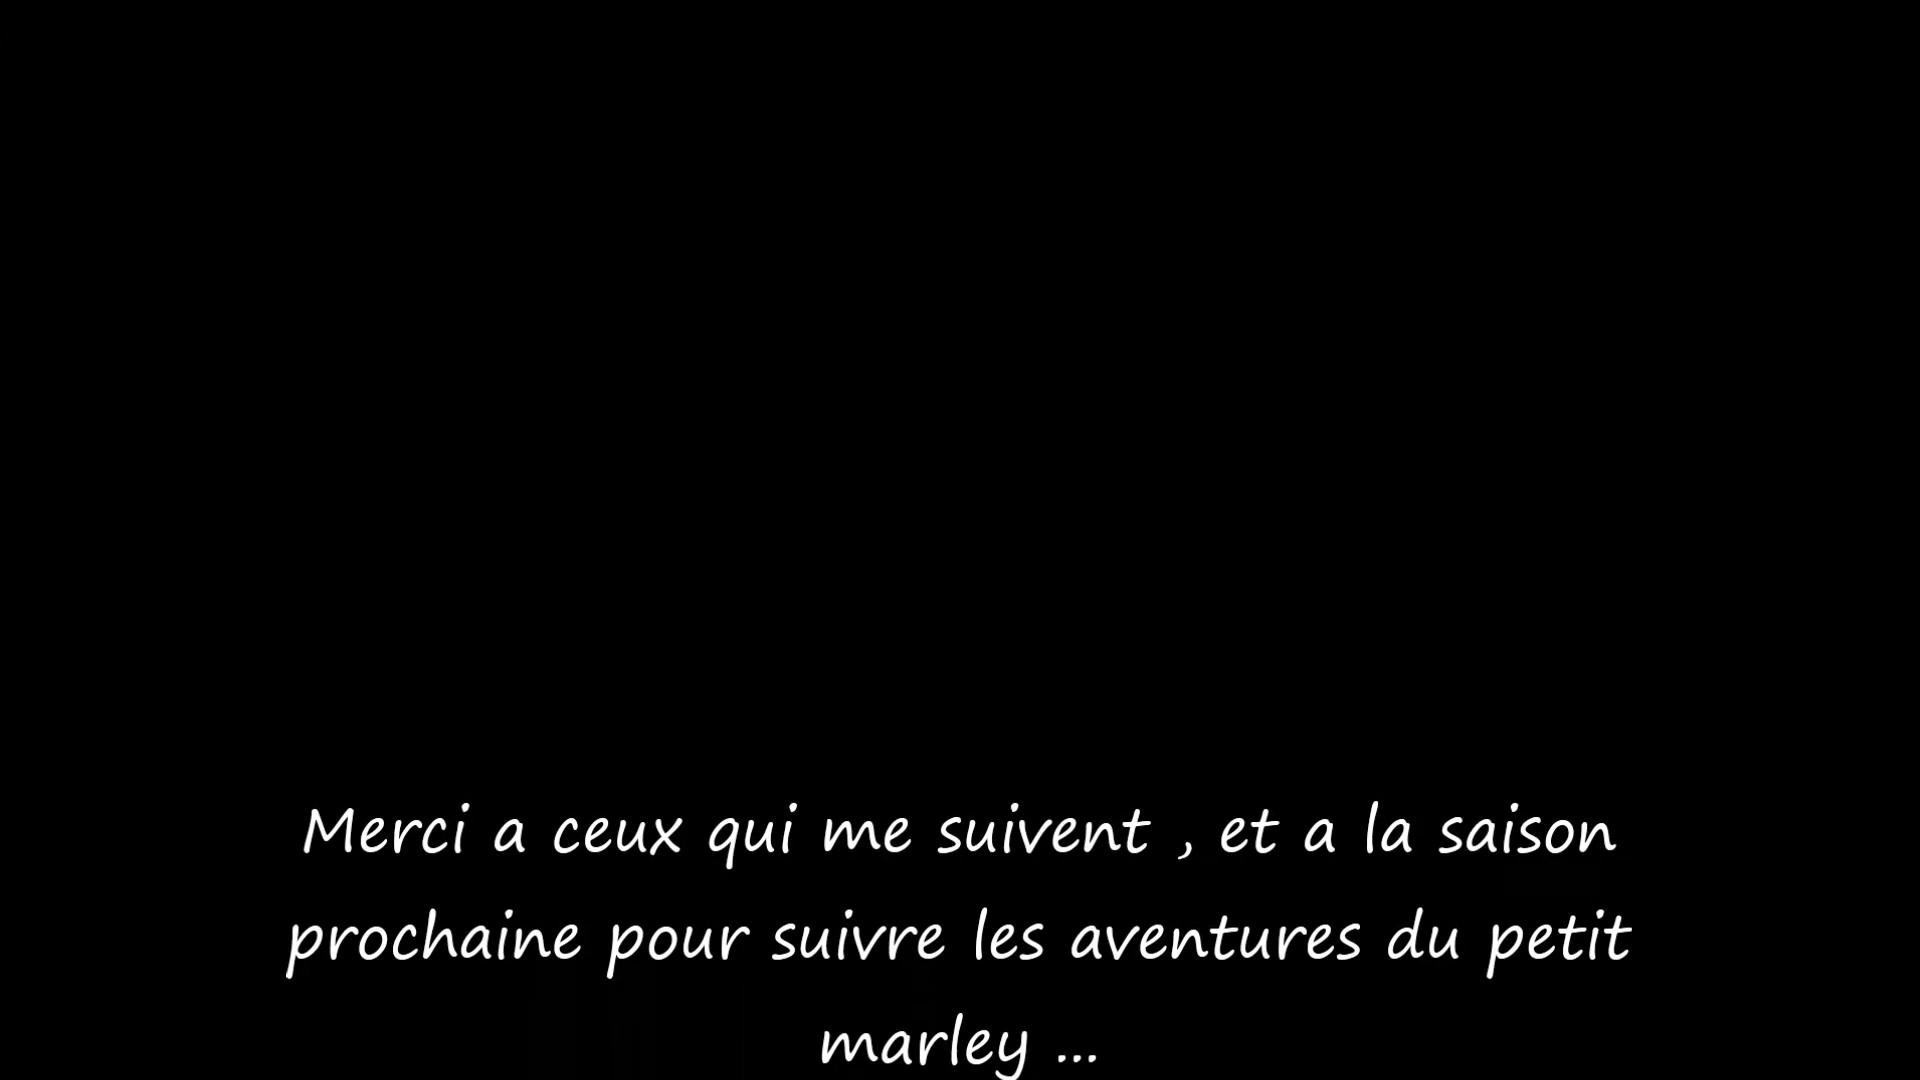 Merci a ceux qui me suivent , et a la saison
prochaine pour suivre les aventures du petit
marley ...